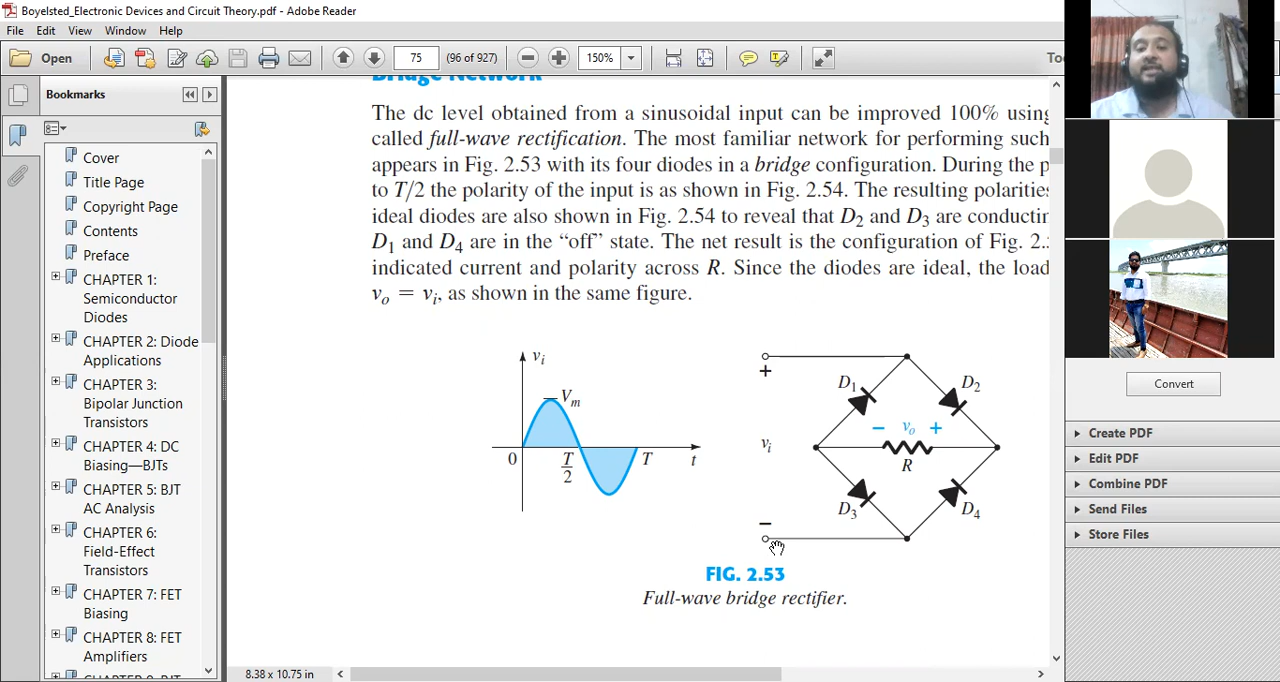 Boyelsted_Electronic Devices and Circuit Theory.pdf - Adobe Reader
File Edit View Window Help
Open 75 (96 of 927) 150% To
Bookmarks
Cover
Title Page
Copyright Page
Contents
Preface
CHAPTER 1:
Semiconductor
Diodes
CHAPTER 2: Diode
Applications
CHAPTER 3:
Bipolar Junction
Transistors
CHAPTER 4: DC
Biasing—BJTs
CHAPTER 5: BJT
AC Analysis
CHAPTER 6:
Field-Effect
Transistors
CHAPTER 7: FET
Biasing
CHAPTER 8: FET
Amplifiers
Bridge Network
The dc level obtained from a sinusoidal input can be improved 100% using
called full-wave rectification. The most familiar network for performing such
appears in Fig. 2.53 with its four diodes in a bridge configuration. During the p
to T/2 the polarity of the input is as shown in Fig. 2.54. The resulting polarities
ideal diodes are also shown in Fig. 2.54 to reveal that D2 and D3 are conductin
D1 and D4 are in the “off” state. The net result is the configuration of Fig. 2.
indicated current and polarity across R. Since the diodes are ideal, the load
vo = vi, as shown in the same figure.
vi
Vm
0 T/2 T t
+
vi
−
D1 D2
− vo +
R
D3 D4
FIG. 2.53
Full-wave bridge rectifier.
8.38 x 10.75 in
Convert
Create PDF
Edit PDF
Combine PDF
Send Files
Store Files